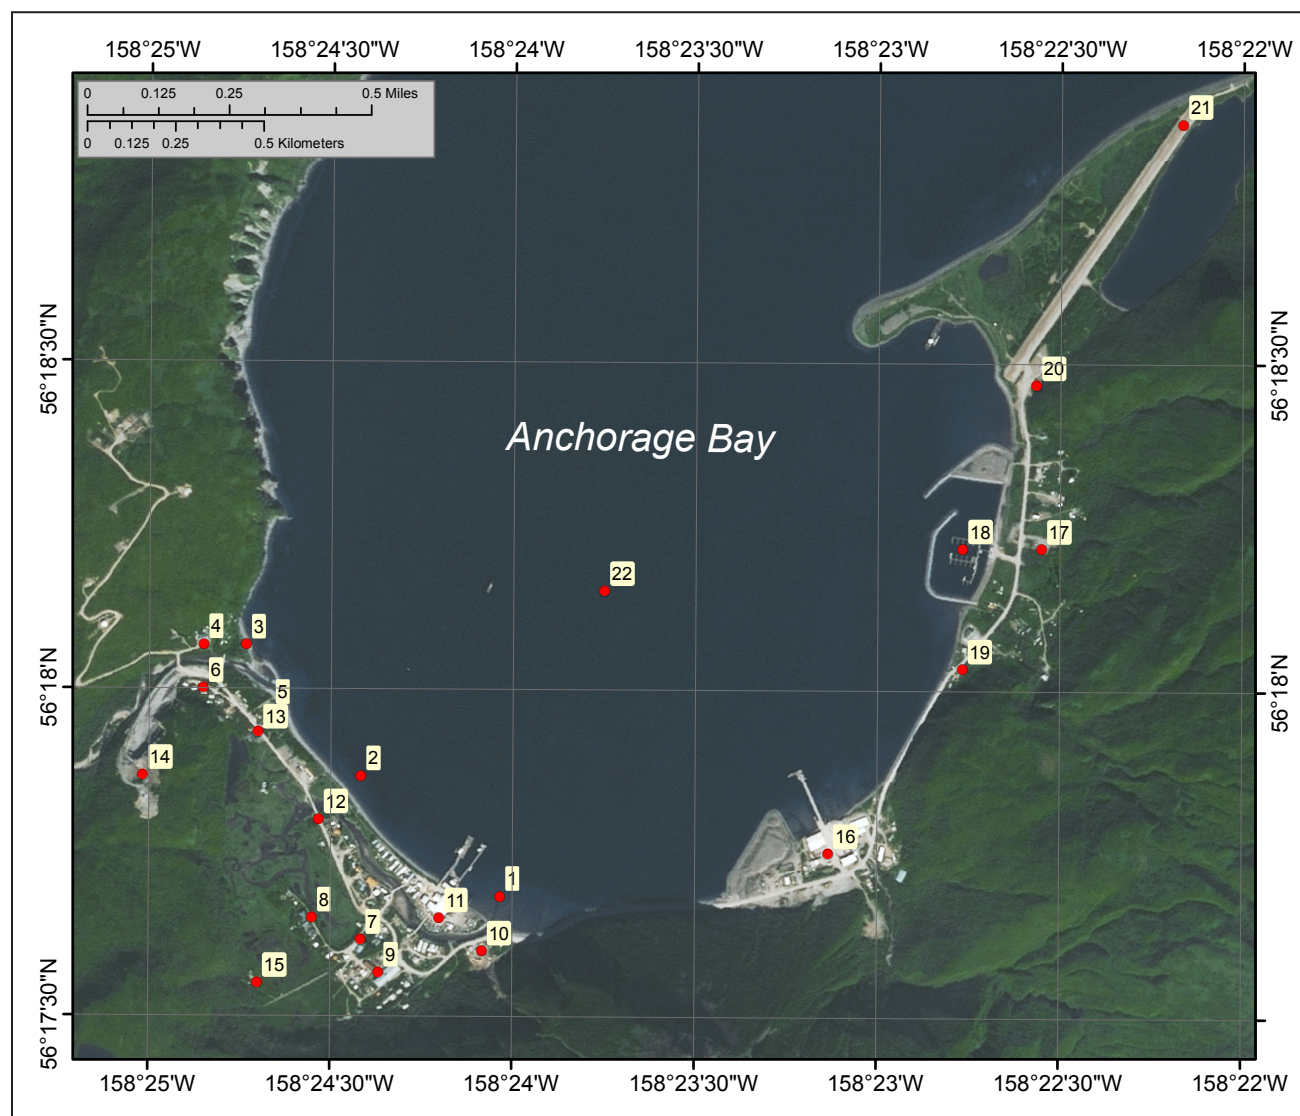 158°25'W 158°24'30"W 158°24'W 158°23'30"W 158°23'W 158°22'30"W 158°22'W
0 0.125 0.25 0.5 Miles
0 0.125 0.25 0.5 Kilometers
21
56°18'30"N
56°18'30"N
20
Anchorage Bay
18 17
22
4 3
19
6
5
56°18'N
56°18'N
13
14 2
12
16
1
8 11
7 10
9
15
56°17'30"N
158°25'W 158°24'30"W 158°24'W 158°23'30"W 158°23'W 158°22'30"W 158°22'W